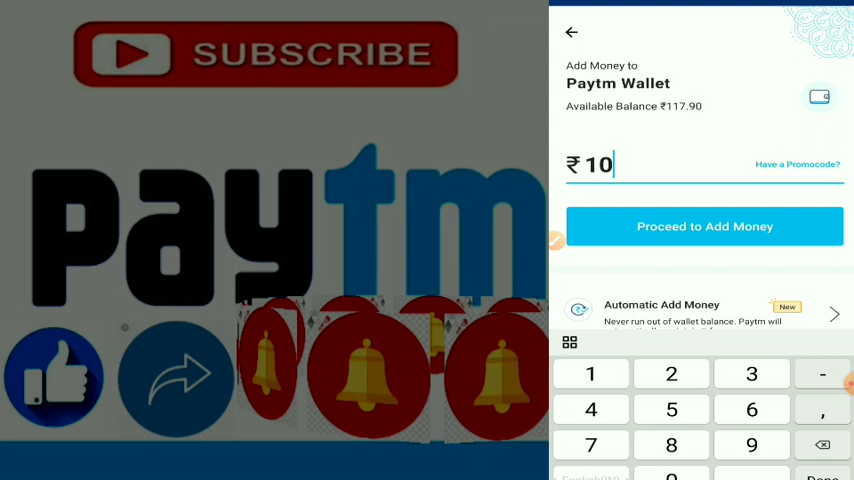 SUBSCRIBE
paytm
Add Money to
Paytm Wallet
Available Balance ₹117.90
₹ 10
Have a Promocode?
Proceed to Add Money
Automatic Add Money
New
Never run out of wallet balance. Paytm will
1 2 3 -
4 5 6 ,
7 8 9
English(IN)